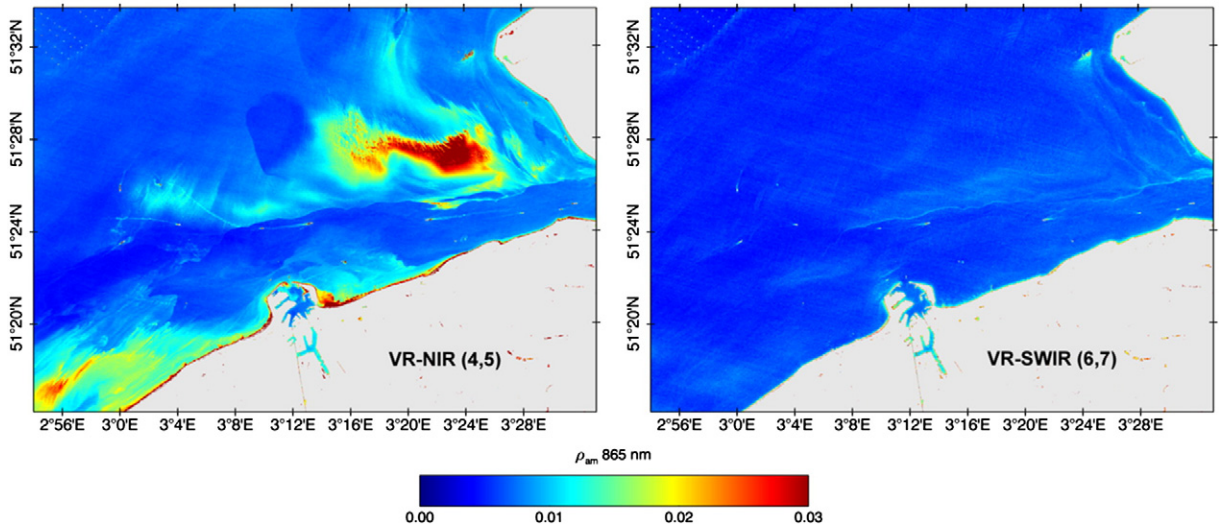 51°32'N
51°28'N
51°24'N
51°20'N
VR-NIR (4,5)
2°56'E 3°0'E 3°4'E 3°8'E 3°12'E 3°16'E 3°20'E 3°24'E 3°28'E
51°32'N
51°28'N
51°24'N
51°20'N
VR-SWIR (6,7)
2°56'E 3°0'E 3°4'E 3°8'E 3°12'E 3°16'E 3°20'E 3°24'E 3°28'E
ρam 865 nm
0.00 0.01 0.02 0.03